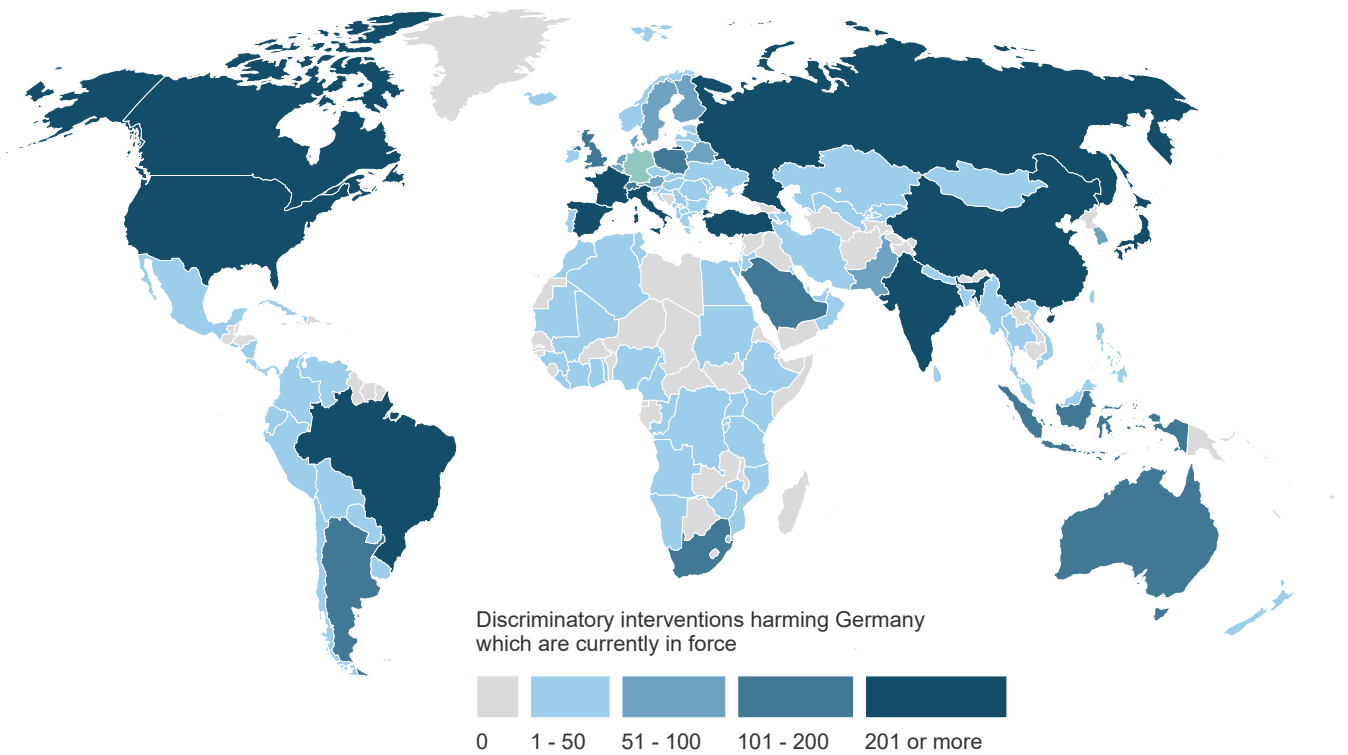 Discriminatory interventions harming Germany
which are currently in force
0 1 - 50 51 - 100 101 - 200 201 or more